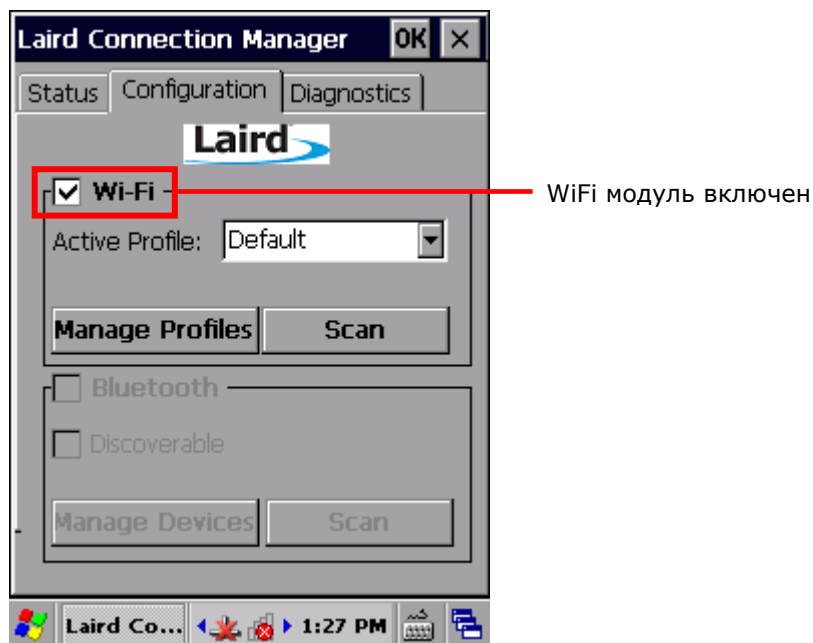 Laird Connection Manager OK ×
Status Configuration Diagnostics
Laird
Wi-Fi
WiFi модуль включен
Active Profile: Default
Manage Profiles Scan
Bluetooth
Discoverable
Manage Devices Scan
Laird Co... 1:27 PM